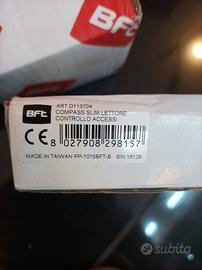 BFT
BFT
ART. D113704
COMPASS SLIM LETTORE
CONTROLLO ACCESSI
CE
8 027908 298157
MADE IN TAIWAN PP-1015BFT-B S/N 16128
subito